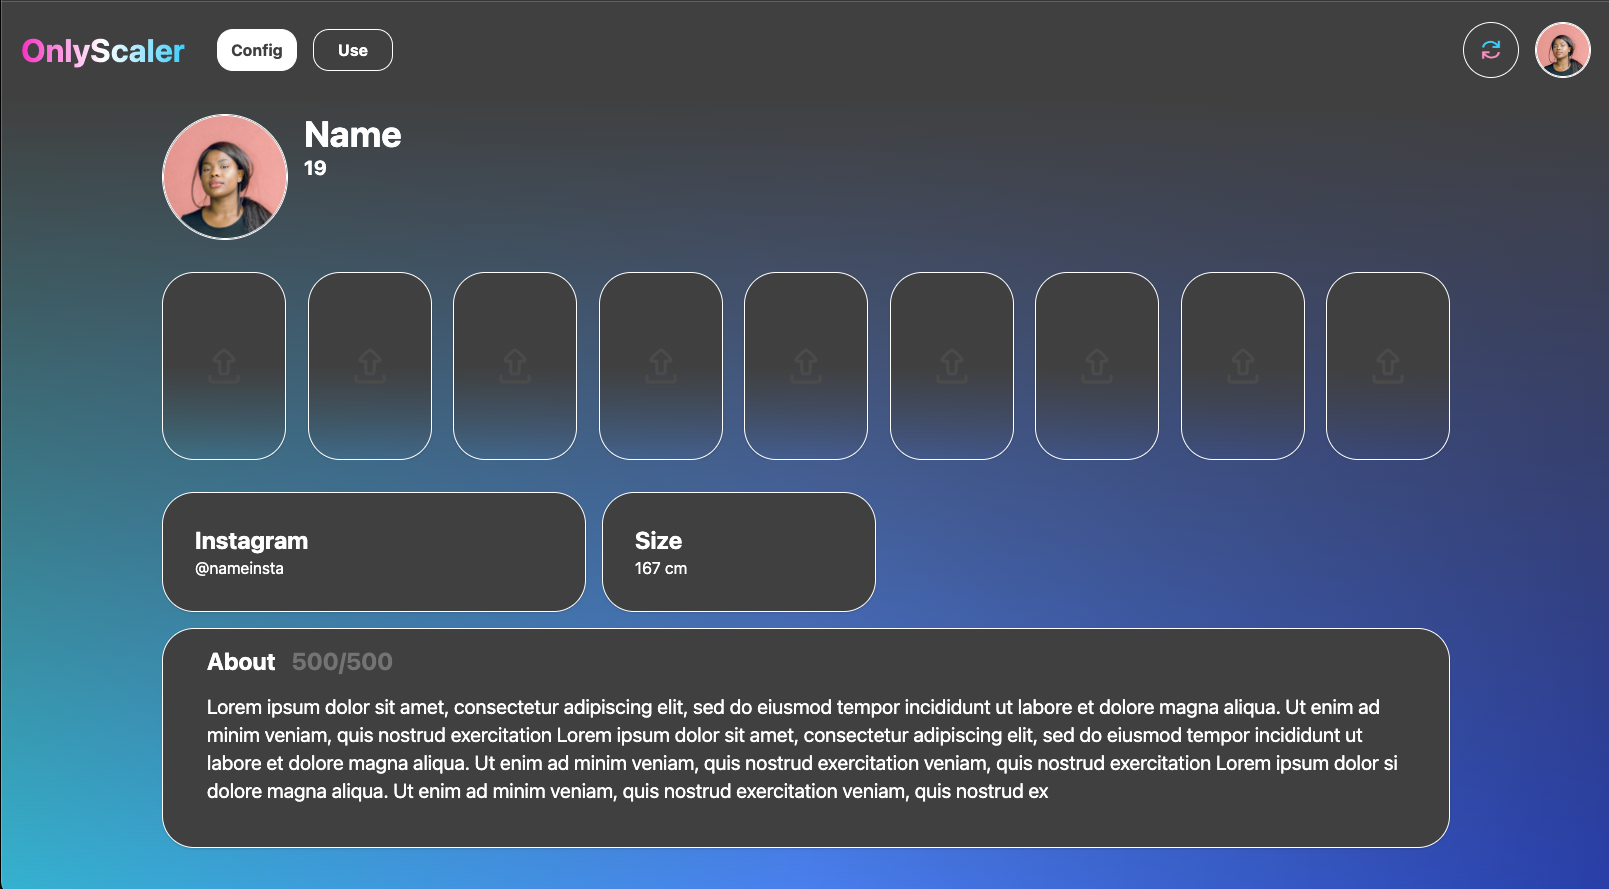 OnlyScaler
Config
Use
Name
19
Instagram
@nameinsta
Size
167 cm
About 500/500
Lorem ipsum dolor sit amet, consectetur adipiscing elit, sed do eiusmod tempor incididunt ut labore et dolore magna aliqua. Ut enim ad
minim veniam, quis nostrud exercitation Lorem ipsum dolor sit amet, consectetur adipiscing elit, sed do eiusmod tempor incididunt ut
labore et dolore magna aliqua. Ut enim ad minim veniam, quis nostrud exercitation veniam, quis nostrud exercitation Lorem ipsum dolor si
dolore magna aliqua. Ut enim ad minim veniam, quis nostrud exercitation veniam, quis nostrud ex